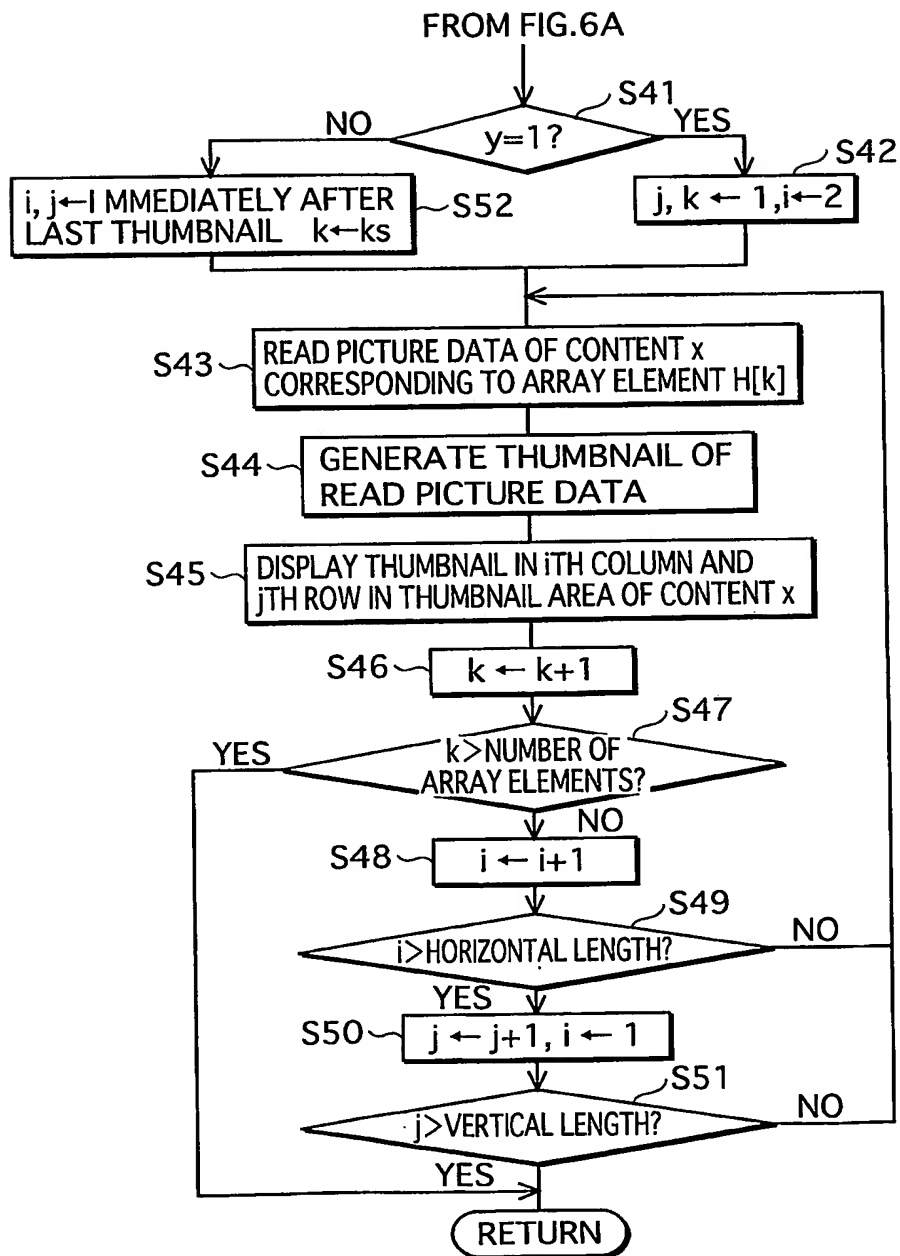 FROM FIG.6A
S41
NO
y=1?
YES
S42
i, j←I MMEDIATELY AFTER
LAST THUMBNAIL k←ks
S52
j, k ← 1,i←2
S43
READ PICTURE DATA OF CONTENT x
CORRESPONDING TO ARRAY ELEMENT H[k]
S44
GENERATE THUMBNAIL OF
READ PICTURE DATA
S45
DISPLAY THUMBNAIL IN iTH COLUMN AND
jTH ROW IN THUMBNAIL AREA OF CONTENT x
S46
k ← k+1
S47
YES
k>NUMBER OF
ARRAY ELEMENTS?
NO
S48
i ← i+1
S49
i>HORIZONTAL LENGTH?
NO
YES
S50
j ← j+1, i ← 1
S51
j>VERTICAL LENGTH?
NO
YES
RETURN